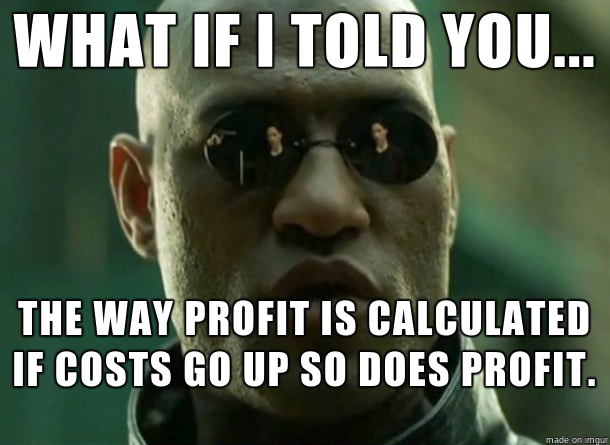 WHAT IF I TOLD YOU...
THE WAY PROFIT IS CALCULATED
IF COSTS GO UP SO DOES PROFIT.
made on imgur